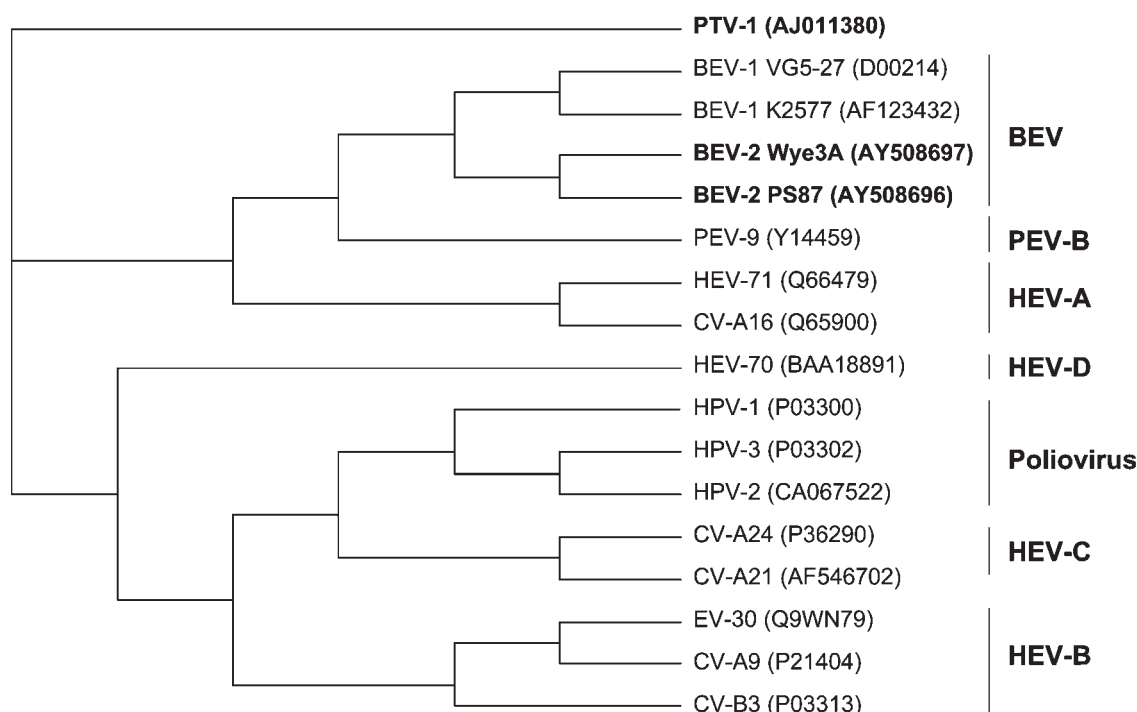 PTV-1 (AJ011380)
BEV-1 VG5-27 (D00214)
BEV-1 K2577 (AF123432)
BEV-2 Wye3A (AY508697)
BEV-2 PS87 (AY508696)
BEV
PEV-9 (Y14459)
PEV-B
HEV-71 (Q66479)
CV-A16 (Q65900)
HEV-A
HEV-70 (BAA18891)
HEV-D
HPV-1 (P03300)
HPV-3 (P03302)
HPV-2 (CA067522)
Poliovirus
CV-A24 (P36290)
CV-A21 (AF546702)
HEV-C
EV-30 (Q9WN79)
CV-A9 (P21404)
CV-B3 (P03313)
HEV-B